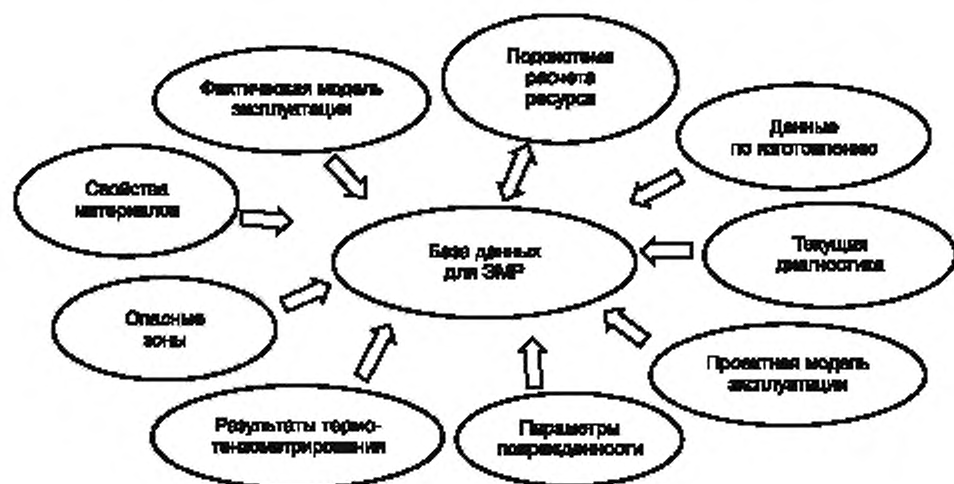 Подсистема
расчета
ресурса
Фактическая модель
эксплуатации
Данные
по изготовлению
Свойства
материалов
База данных
для ЭМР
Текущая
диагностика
Опасные
зоны
Проектная модель
эксплуатации
Результаты термо-
тензометрирования
Параметры
поврежденности